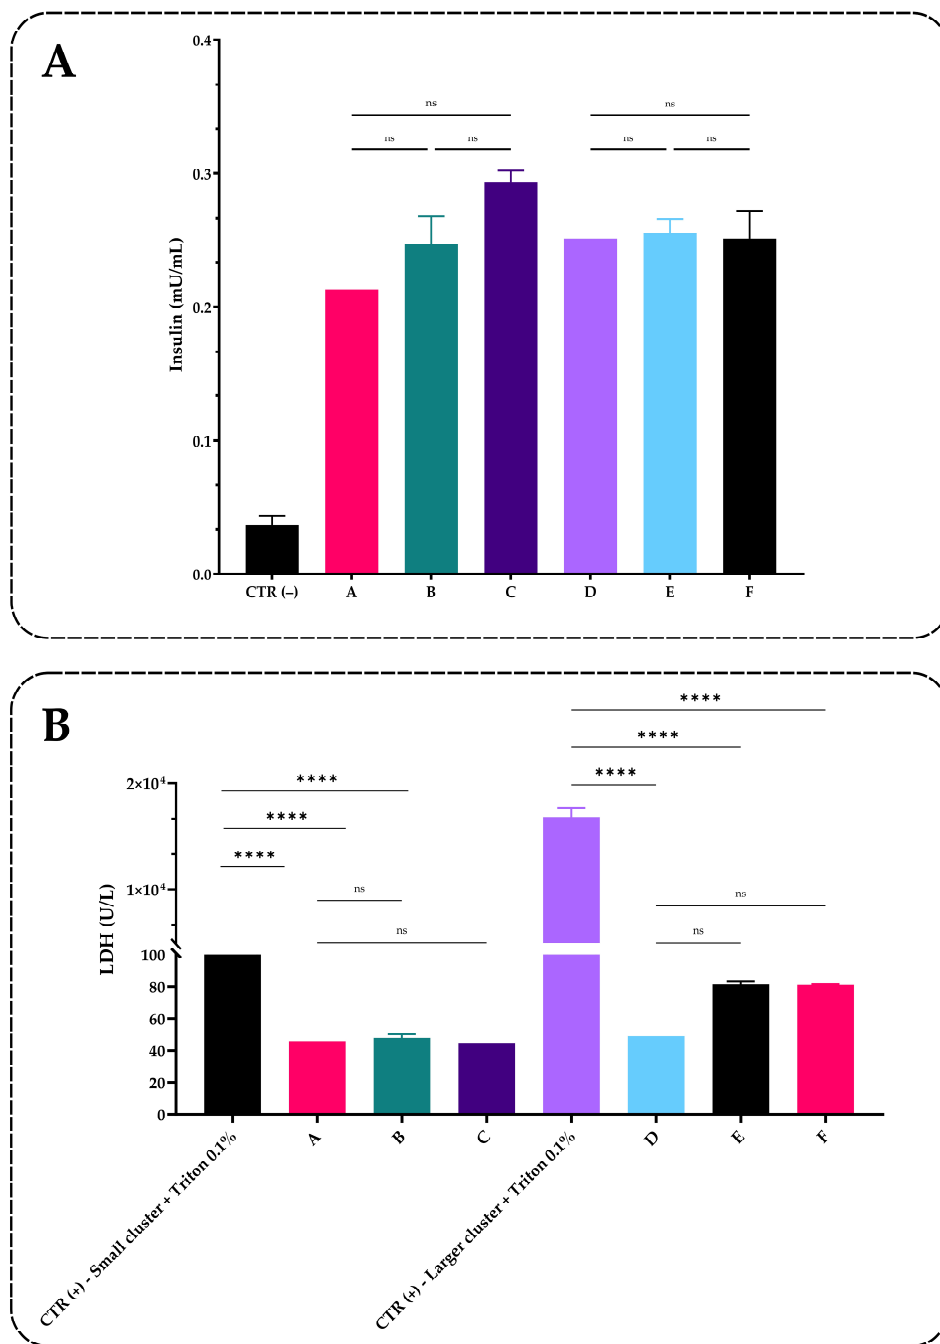 A
0.4
ns
ns
ns
ns
ns
ns
0.3
Insulin (mU/mL)
0.2
0.1
0.0
CTR (–)
A
B
C
D
E
F
B
****
****
****
2×10⁴
****
****
****
ns
1×10⁴
ns
ns
ns
LDH (U/L)
100
80
60
40
20
0
CTR (+) - Small cluster + Triton 0.1%
A
B
C
CTR (+) - Larger cluster + Triton 0.1%
D
E
F